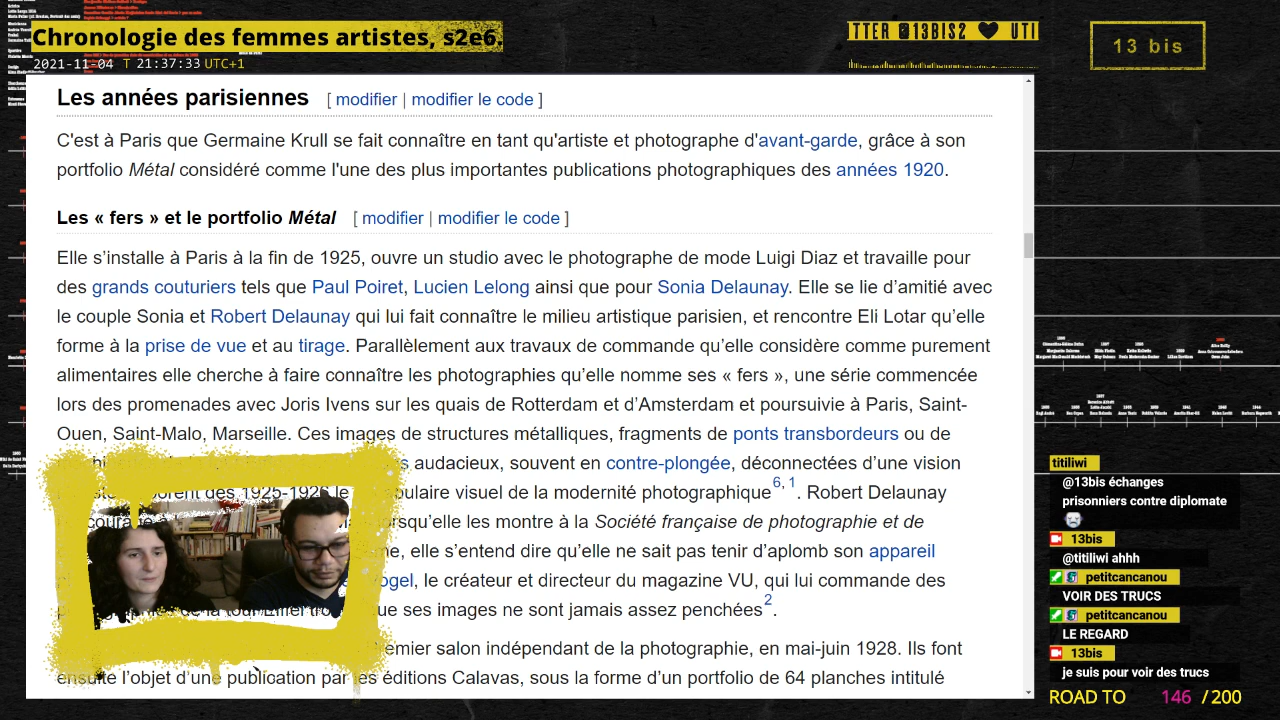 Chronologie des femmes artistes, s2e6
2021-11-04 T 21:37:33 UTC+1
TTER @13BIS2 ♥ UTI
13 bis
Les années parisiennes [ modifier | modifier le code ]
C'est à Paris que Germaine Krull se fait connaître en tant qu'artiste et photographe d'avant-garde, grâce à son
portfolio Métal considéré comme l'une des plus importantes publications photographiques des années 1920.
Les « fers » et le portfolio Métal [ modifier | modifier le code ]
Elle s’installe à Paris à la fin de 1925, ouvre un studio avec le photographe de mode Luigi Diaz et travaille pour
des grands couturiers tels que Paul Poiret, Lucien Lelong ainsi que pour Sonia Delaunay. Elle se lie d’amitié avec
le couple Sonia et Robert Delaunay qui lui fait connaître le milieu artistique parisien, et rencontre Eli Lotar qu’elle
forme à la prise de vue et au tirage. Parallèlement aux travaux de commande qu’elle considère comme purement
alimentaires elle cherche à faire connaître les photographies qu’elle nomme ses « fers », une série commencée
lors des promenades avec Joris Ivens sur les quais de Rotterdam et d’Amsterdam et poursuivie à Paris, Saint-
Ouen, Saint-Malo, Marseille. Ces images de structures métalliques, fragments de ponts transbordeurs ou de
audacieux, souvent en contre-plongée, déconnectées d’une vision
dès 1925-1926 le visuel de la modernité photographique6, 1. Robert Delaunay
lorsqu’elle les montre à la Société française de photographie et de
elle s’entend dire qu’elle ne sait pas tenir d’aplomb son appareil
le créateur et directeur du magazine VU, qui lui commande des
de la tour Eiffel que ses images ne sont jamais assez penchées2.
premier salon indépendant de la photographie, en mai-juin 1928. Ils font
ensuite l’objet d’une publication par les éditions Calavas, sous la forme d’un portfolio de 64 planches intitulé
titiliwi
@13bis échanges
prisonniers contre diplomate
13bis
@titiliwi ahhh
petitcancanou
VOIR DES TRUCS
petitcancanou
LE REGARD
13bis
je suis pour voir des trucs
ROAD TO 146 / 200